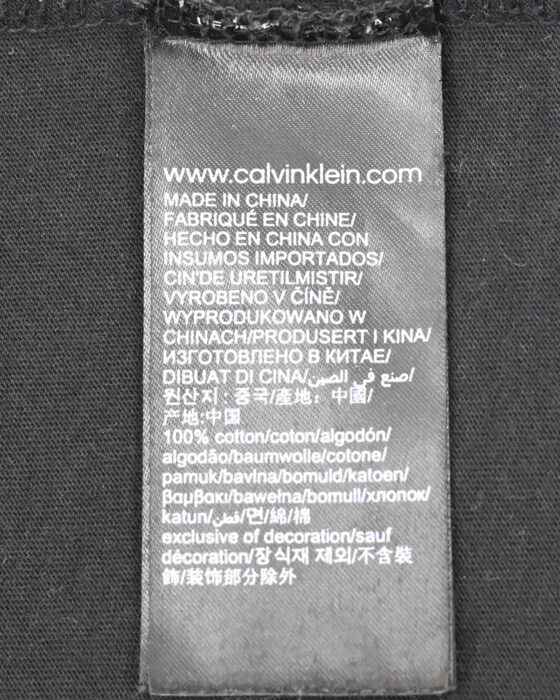 www.calvinklein.com
MADE IN CHINA/
FABRIQUÉ EN CHINE/
HECHO EN CHINA CON
INSUMOS IMPORTADOS/
CIN'DE URETILMISTIR/
VYROBENO V ČÍNĚ/
WYPRODUKOWANO W
CHINACH/PRODUSERT I KINA/
ИЗГОТОВЛЕНО В КИТАЕ/
DIBUAT DI CINA/صنع في الصين/
원산지 : 중국/產地：中國/
产地:中国
100% cotton/coton/algodón/
algodão/baumwolle/cotone/
pamuk/bavlna/bomuld/katoen/
βαμβακι/bawełna/bomull/хлопок/
katun/قطن/면/綿/棉
exclusive of decoration/sauf
décoration/장식재 제외/不含裝
飾/装饰部分除外